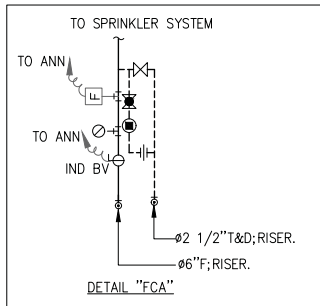 TO SPRINKLER SYSTEM
TO ANN
F
TO ANN
IND BV
ø2 1/2"T&D;RISER.
ø6"F;RISER.
DETAIL "FCA"